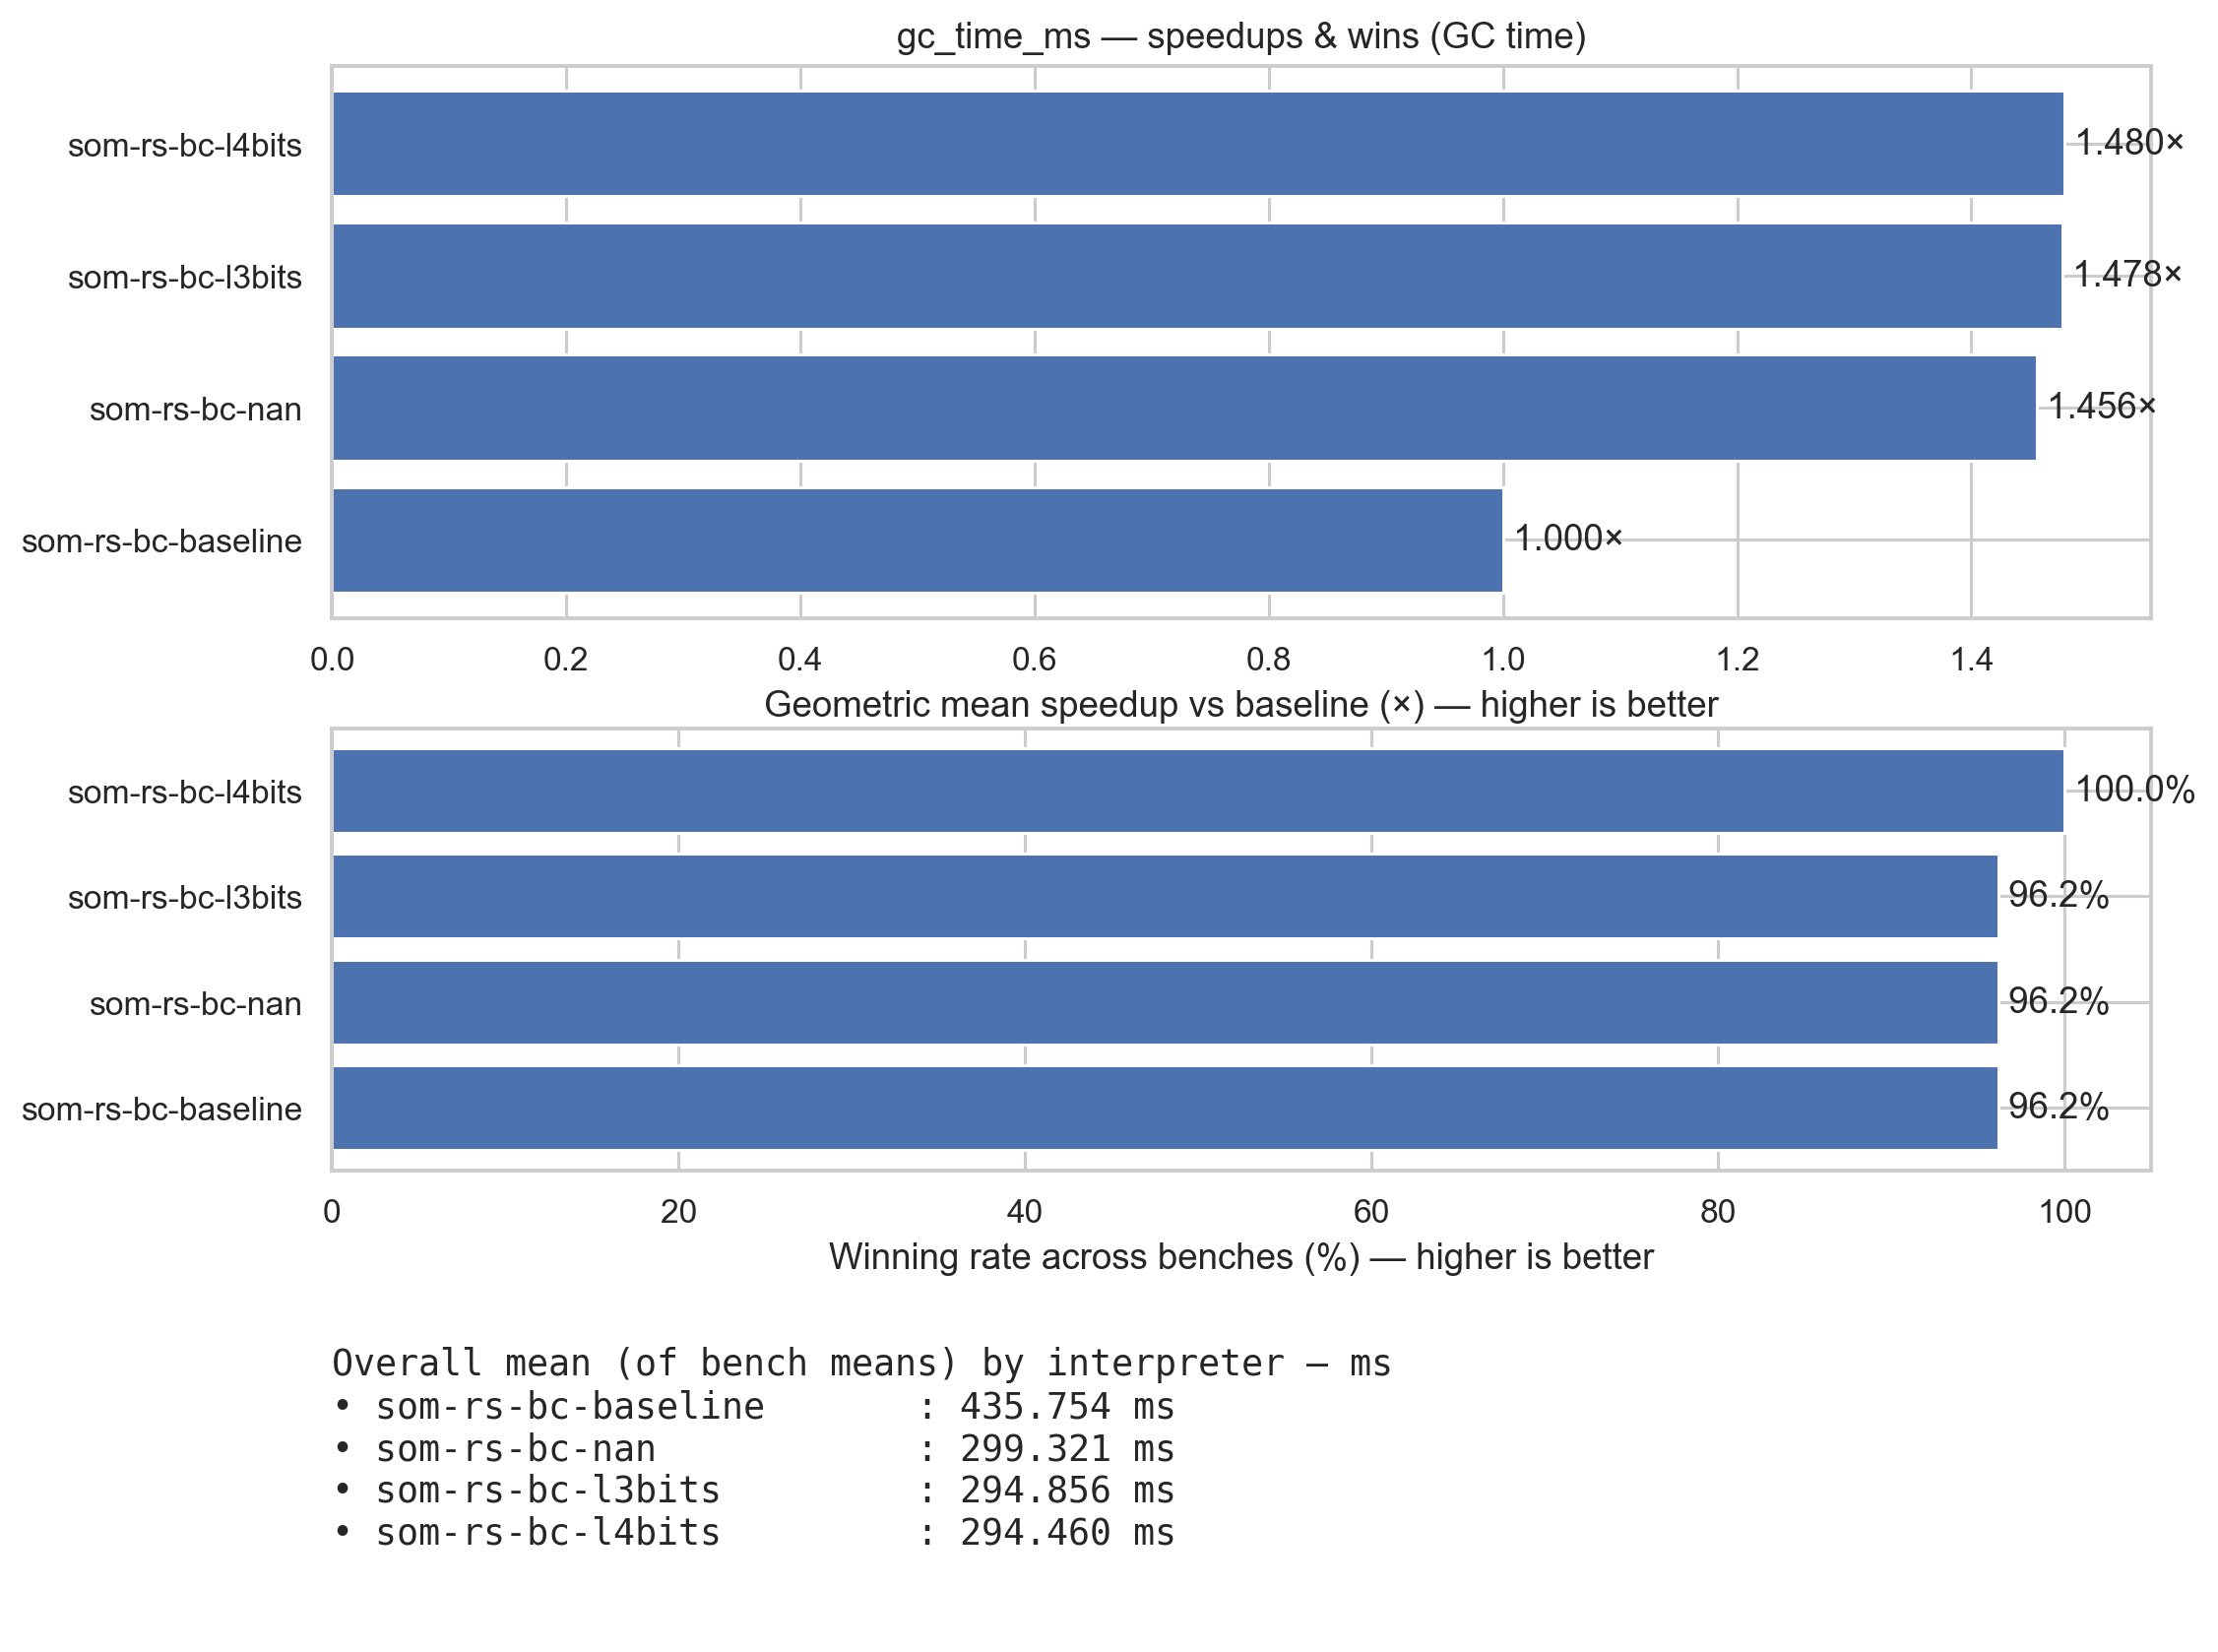 gc_time_ms — speedups & wins (GC time)
som-rs-bc-l4bits
1.480×
som-rs-bc-l3bits
1.478×
som-rs-bc-nan
1.456×
som-rs-bc-baseline
1.000×
0.0 0.2 0.4 0.6 0.8 1.0 1.2 1.4
Geometric mean speedup vs baseline (×) — higher is better
som-rs-bc-l4bits
100.0%
som-rs-bc-l3bits
96.2%
som-rs-bc-nan
96.2%
som-rs-bc-baseline
96.2%
0 20 40 60 80 100
Winning rate across benches (%) — higher is better
Overall mean (of bench means) by interpreter — ms
• som-rs-bc-baseline : 435.754 ms
• som-rs-bc-nan : 299.321 ms
• som-rs-bc-l3bits : 294.856 ms
• som-rs-bc-l4bits : 294.460 ms